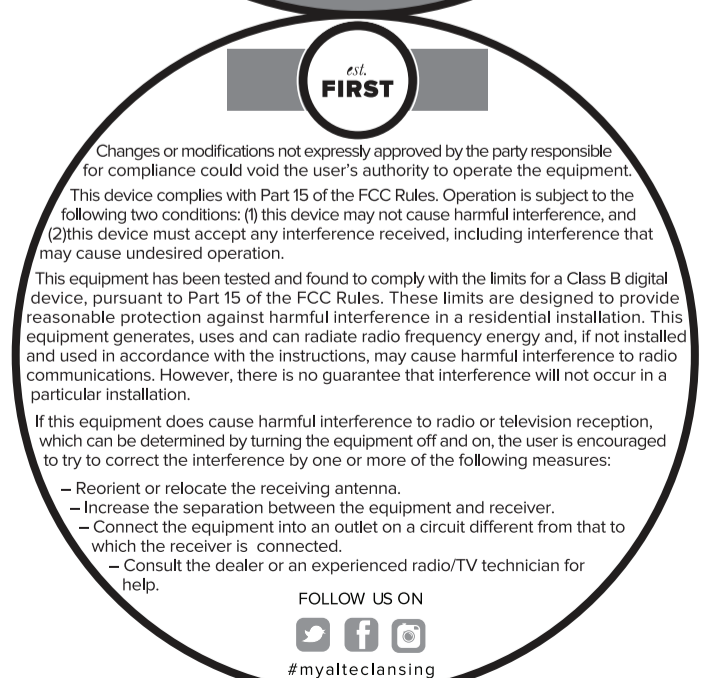 est.
FIRST
Changes or modifications not expressly approved by the party responsible
for compliance could void the user's authority to operate the equipment.
This device complies with Part 15 of the FCC Rules. Operation is subject to the
following two conditions: (1) this device may not cause harmful interference, and
(2)this device must accept any interference received, including interference that
may cause undesired operation.
This equipment has been tested and found to comply with the limits for a Class B digital
device, pursuant to Part 15 of the FCC Rules. These limits are designed to provide
reasonable protection against harmful interference in a residential installation. This
equipment generates, uses and can radiate radio frequency energy and, if not installed
and used in accordance with the instructions, may cause harmful interference to radio
communications. However, there is no guarantee that interference will not occur in a
particular installation.
If this equipment does cause harmful interference to radio or television reception,
which can be determined by turning the equipment off and on, the user is encouraged
to try to correct the interference by one or more of the following measures:
– Reorient or relocate the receiving antenna.
– Increase the separation between the equipment and receiver.
– Connect the equipment into an outlet on a circuit different from that to
which the receiver is connected.
– Consult the dealer or an experienced radio/TV technician for
help.
FOLLOW US ON
#myalteclansing